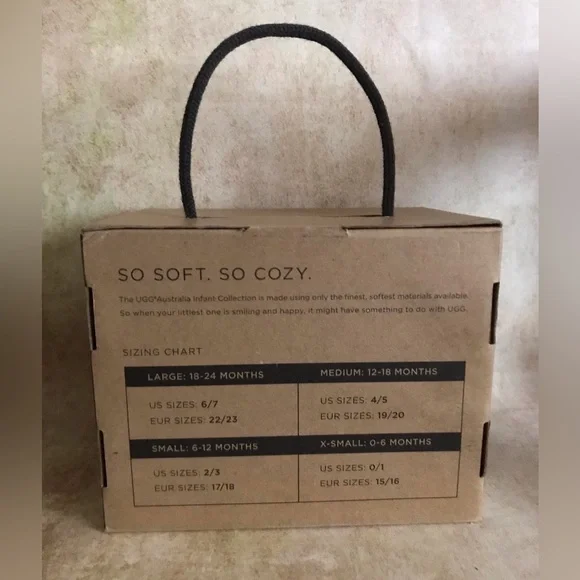 SO SOFT. SO COZY.
The UGG® Australia Infant Collection is made using only the finest, softest materials available.
So when your littlest one is smiling and happy, it might have something to do with UGG.
SIZING CHART
LARGE: 18-24 MONTHS
US SIZES: 6/7
EUR SIZES: 22/23
MEDIUM: 12-18 MONTHS
US SIZES: 4/5
EUR SIZES: 19/20
SMALL: 6-12 MONTHS
US SIZES: 2/3
EUR SIZES: 17/18
X-SMALL: 0-6 MONTHS
US SIZES: 0/1
EUR SIZES: 15/16